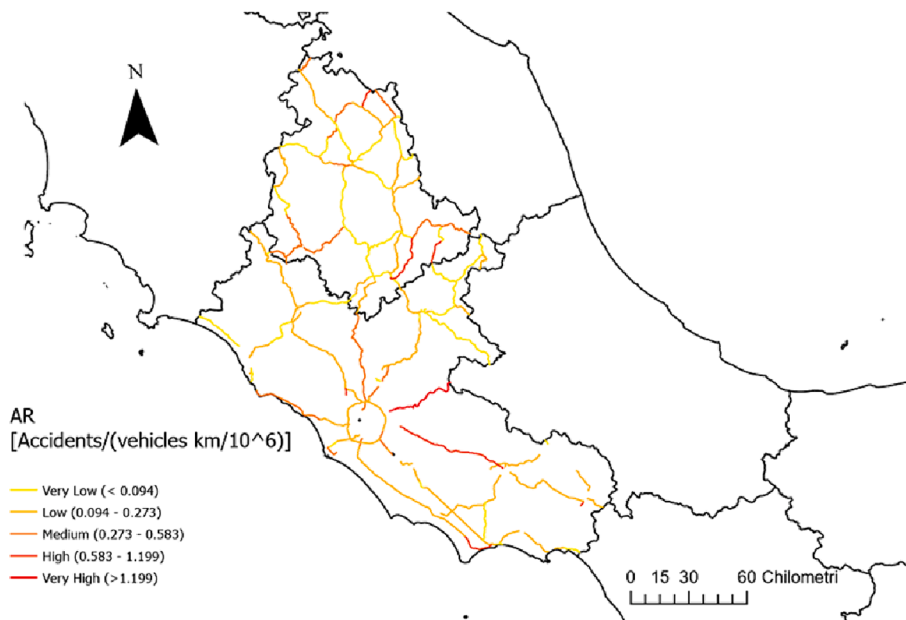 N
AR
[Accidents/(vehicles km/10^6)]
Very Low (< 0.094)
Low (0.094 - 0.273)
Medium (0.273 - 0.583)
High (0.583 - 1.199)
Very High (>1.199)
0 15 30 60 Chilometri